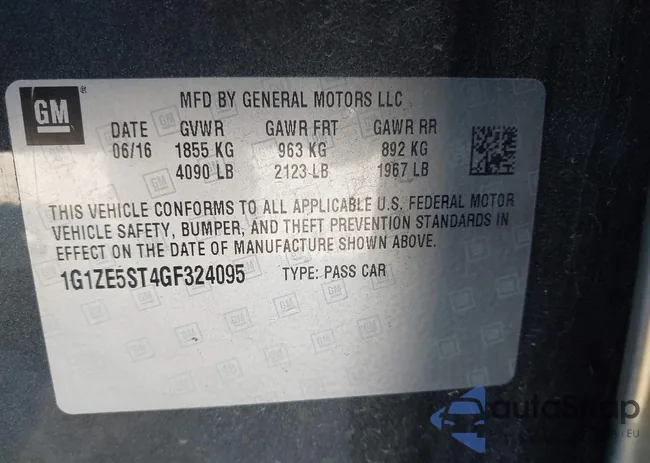 GM
MFD BY GENERAL MOTORS LLC
DATE GVWR GAWR FRT GAWR RR
06/16 1855 KG 963 KG 892 KG
4090 LB 2123 LB 1967 LB
THIS VEHICLE CONFORMS TO ALL APPLICABLE U.S. FEDERAL MOTOR
VEHICLE SAFETY, BUMPER, AND THEFT PREVENTION STANDARDS IN
EFFECT ON THE DATE OF MANUFACTURE SHOWN ABOVE.
1G1ZE5ST4GF324095 TYPE: PASS CAR
autoSnap
EU